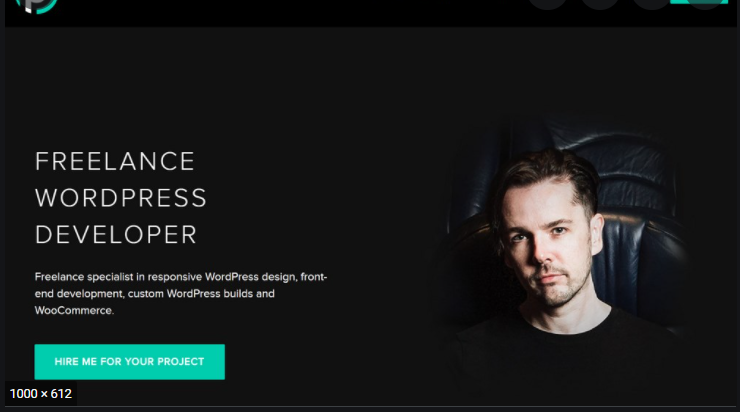 FREELANCE
WORDPRESS
DEVELOPER
Freelance specialist in responsive WordPress design, front-
end development, custom WordPress builds and
WooCommerce.
HIRE ME FOR YOUR PROJECT
1000 × 612